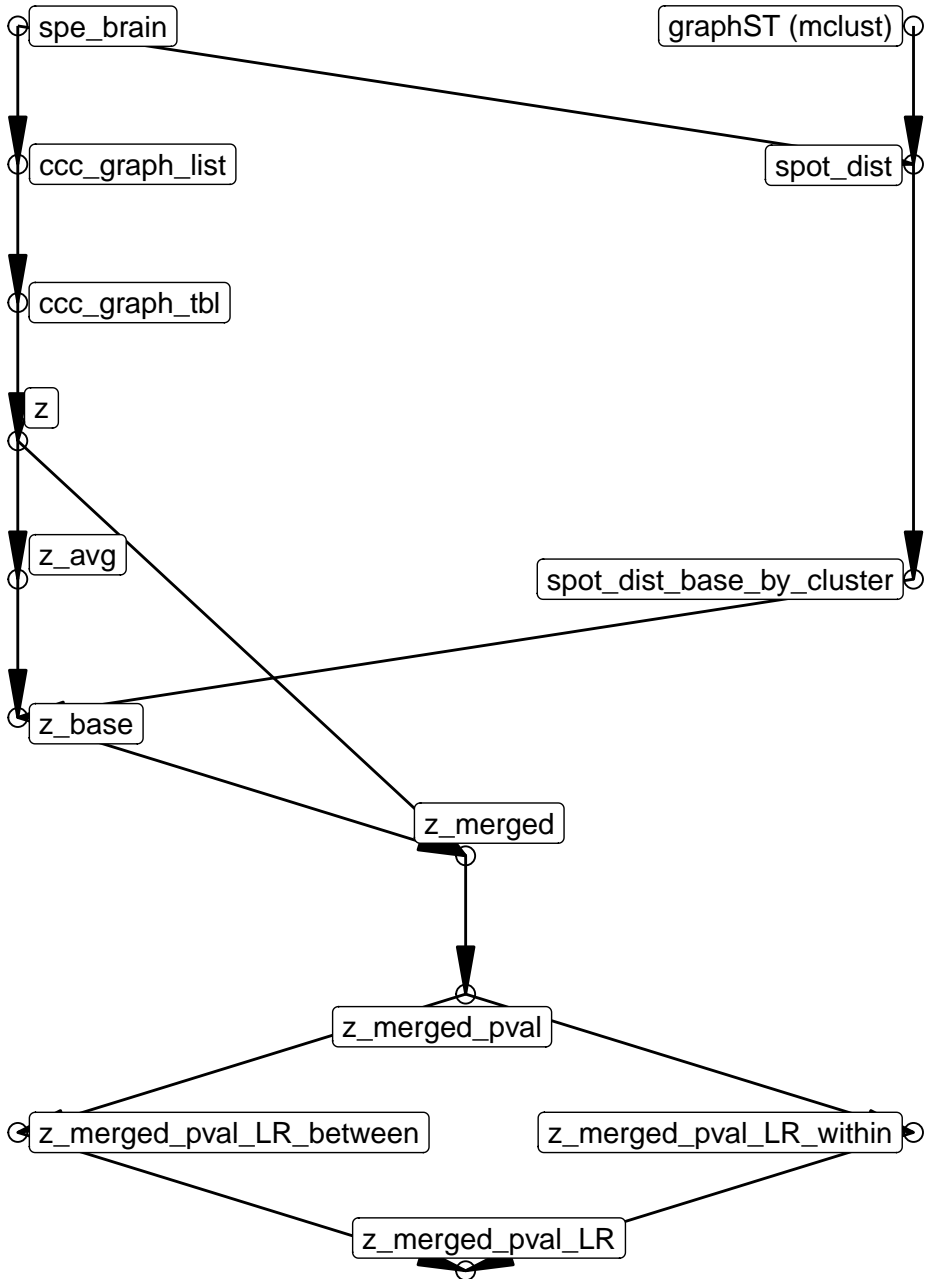 spe_brain
graphST (mclust)
ccc_graph_list
spot_dist
ccc_graph_tbl
z
z_avg
spot_dist_base_by_cluster
z_base
z_merged
z_merged_pval
z_merged_pval_LR_between
z_merged_pval_LR_within
z_merged_pval_LR